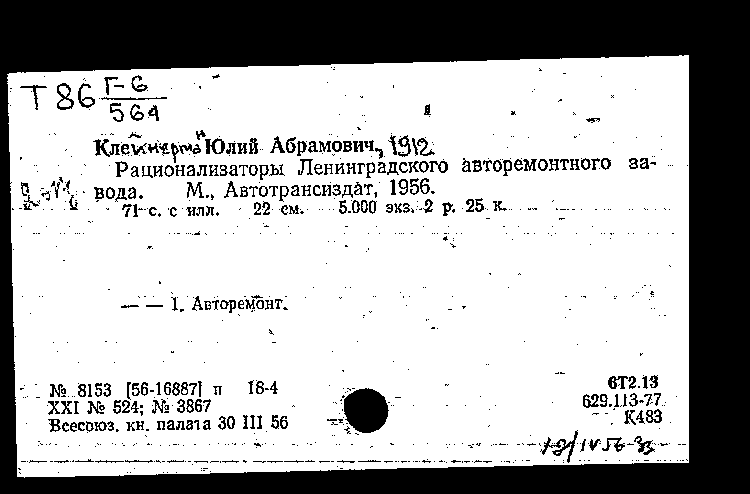 Т 86 Г-6
564
Клейнерман Юлий Абрамович, 1912
Рационализаторы Ленинградского авторемонтного за-
вода. М., Автотрансиздат, 1956.
71 с. с илл. 22 см. 5.000 экз. 2 р. 25 к.
— — 1. Авторемонт.
№ 8153 [56-16887] п 18-4
XXI № 524; № 3867
Всесоюз. кн. палата 30 III 56
6Т2.13
629.113-77
К483